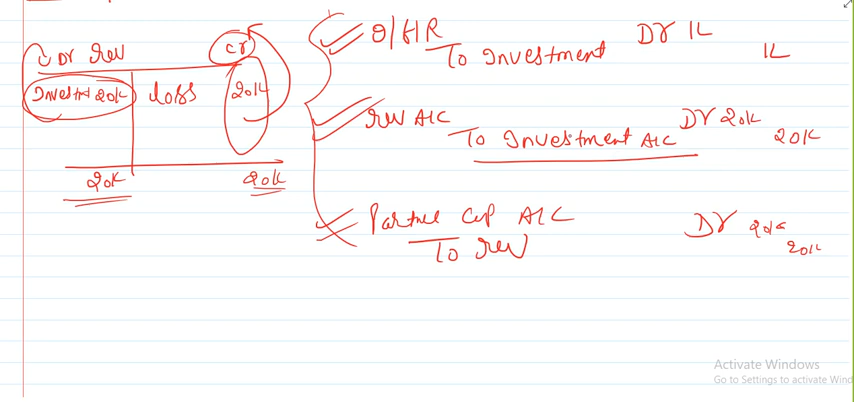 Dr Rev Cr
Investmt 20K loss 20K
20K 20K
O/HR Dr 1L
To Investment 1L
Rev A/C Dr 20K
To Investment A/C 20K
Partner Cap A/C Dr 20K
To Rev 20K
Activate Windows
Go to Settings to activate Wind